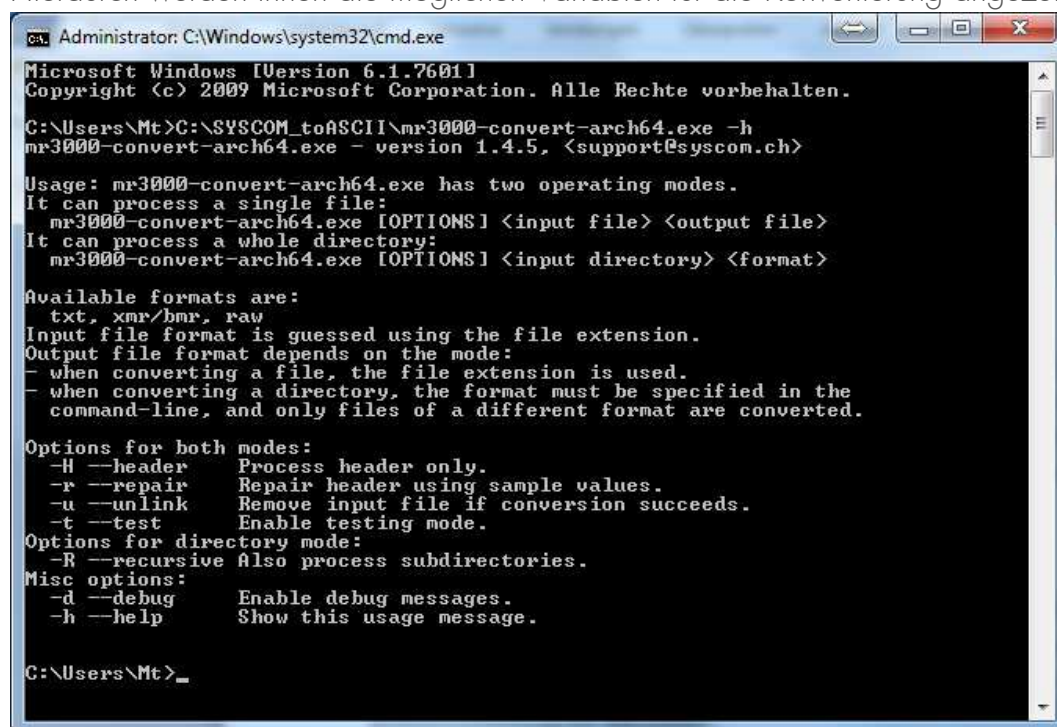 Administrator: C:\Windows\system32\cmd.exe
Microsoft Windows [Version 6.1.7601]
Copyright (c) 2009 Microsoft Corporation. Alle Rechte vorbehalten.
C:\Users\Mt>C:\SYSCOM_toASCII\mr3000-convert-arch64.exe -h
mr3000-convert-arch64.exe - version 1.4.5, <support@syscom.ch>
Usage: mr3000-convert-arch64.exe has two operating modes.
It can process a single file:
mr3000-convert-arch64.exe [OPTIONS] <input file> <output file>
It can process a whole directory:
mr3000-convert-arch64.exe [OPTIONS] <input directory> <format>
Available formats are:
txt, xmr/bmr, raw
Input file format is guessed using the file extension.
Output file format depends on the mode:
- when converting a file, the file extension is used.
- when converting a directory, the format must be specified in the
command-line, and only files of a different format are converted.
Options for both modes:
-H --header Process header only.
-r --repair Repair header using sample values.
-u --unlink Remove input file if conversion succeeds.
-t --test Enable testing mode.
Options for directory mode:
-R --recursive Also process subdirectories.
Misc options:
-d --debug Enable debug messages.
-h --help Show this usage message.
C:\Users\Mt>_